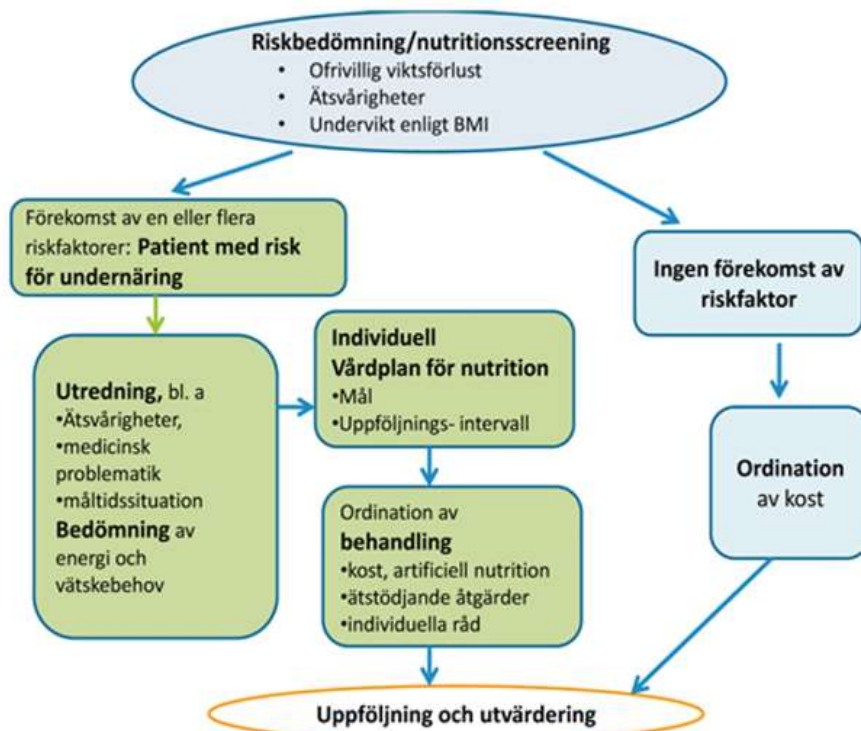 Riskbedömning/nutritionsscreening
• Ofrivillig viktsförlust
• Ätsvårigheter
• Undervikt enligt BMI
Förekomst av en eller flera
riskfaktorer: Patient med risk
för undernäring
Ingen förekomst av
riskfaktor
Utredning, bl. a
•Ätsvårigheter,
•medicinsk
problematik
•måltidssituation
Bedömning av
energi och
vätskebehov
Individuell
Vårdplan för nutrition
•Mål
•Uppföljnings- intervall
Ordination av
behandling
•kost, artificiell nutrition
•ätstödjande åtgärder
•individuella råd
Ordination
av kost
Uppföljning och utvärdering